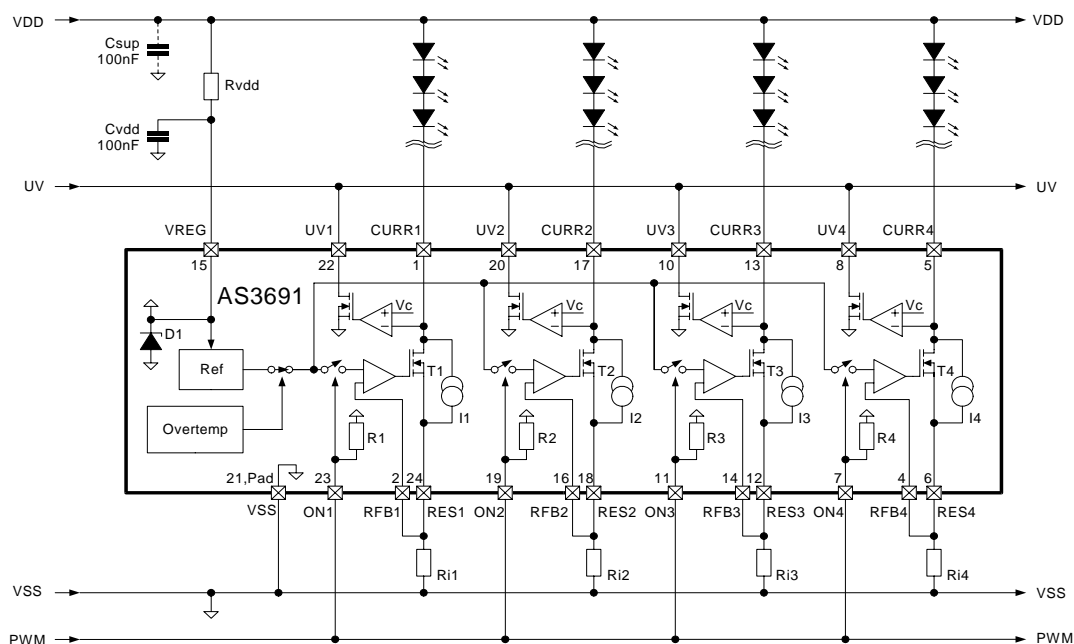 VDD VDD
Csup
100nF
Rvdd
Cvdd
100nF
UV UV
VREG UV1 CURR1 UV2 CURR2 UV3 CURR3 UV4 CURR4
15 22 1 20 17 10 13 8 5
AS3691
Vc Vc Vc Vc
+ + + +
− − − −
D1
Ref
T1 T2 T3 T4
I1 I2 I3 I4
Overtemp
R1 R2 R3 R4
21,Pad 23 2 24 19 16 18 11 14 12 7 4 6
VSS ON1 RFB1 RES1 ON2 RFB2 RES2 ON3 RFB3 RES3 ON4 RFB4 RES4
Ri1 Ri2 Ri3 Ri4
VSS VSS
PWM PWM